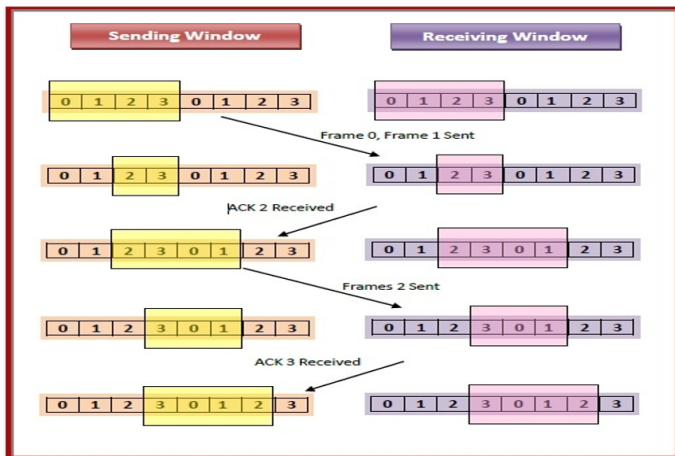 Sending Window
Receiving Window
0 1 2 3 0 1 2 3
0 1 2 3 0 1 2 3
Frame 0, Frame 1 Sent
0 1 2 3 0 1 2 3
0 1 2 3 0 1 2 3
ACK 2 Received
0 1 2 3 0 1 2 3
0 1 2 3 0 1 2 3
Frames 2 Sent
0 1 2 3 0 1 2 3
0 1 2 3 0 1 2 3
ACK 3 Received
0 1 2 3 0 1 2 3
0 1 2 3 0 1 2 3